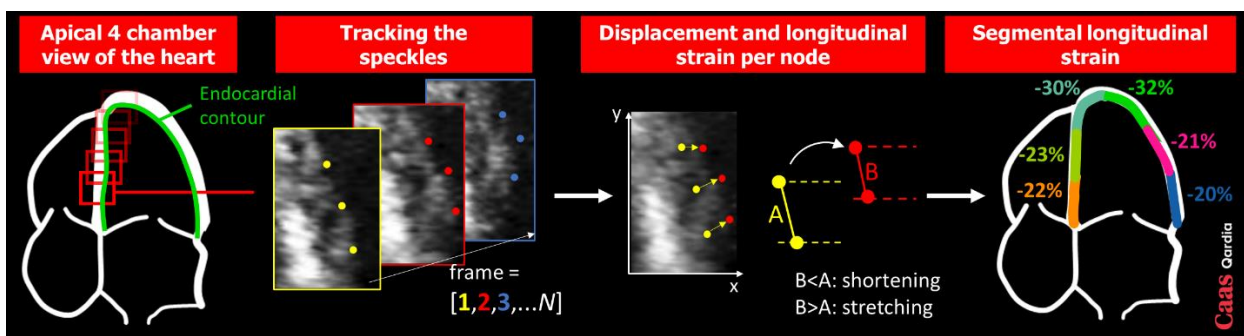 Apical 4 chamber
view of the heart
Endocardial
contour
Tracking the
speckles
frame =
[1,2,3,...N]
Displacement and longitudinal
strain per node
y
x
A
B
B<A: shortening
B>A: stretching
Segmental longitudinal
strain
-30%
-32%
-23%
-21%
-22%
-20%
Caas Qardia